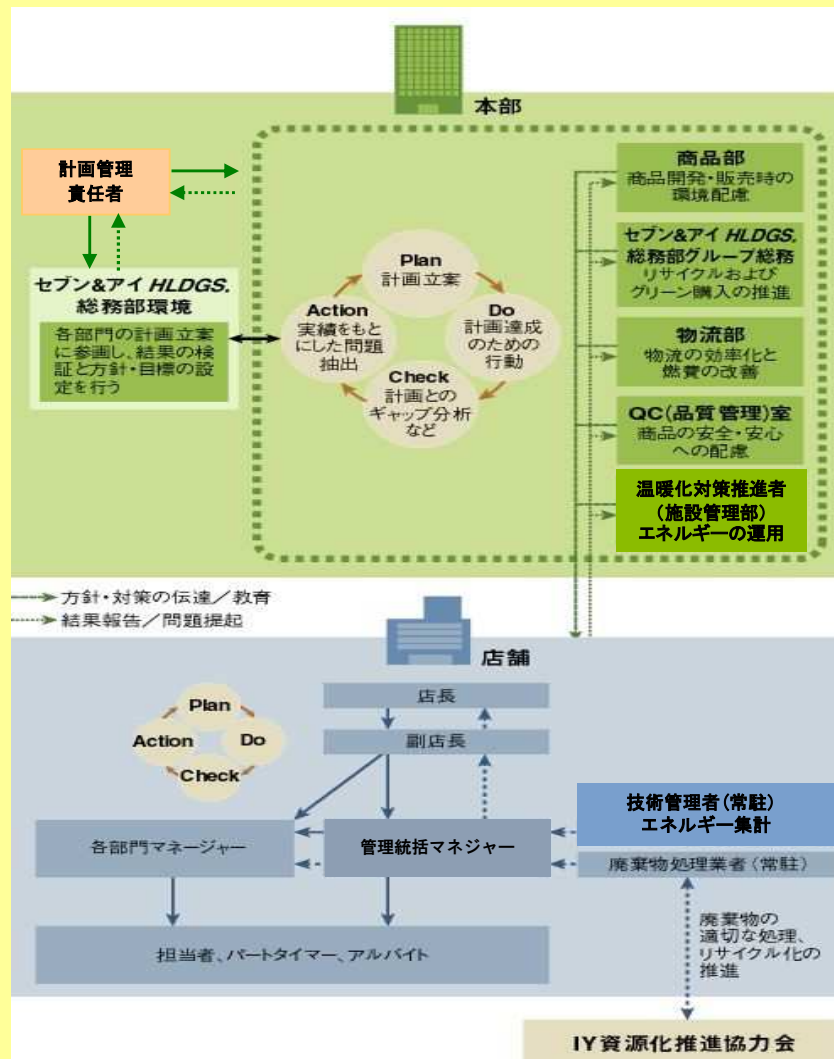 本部
計画管理
責任者
セブン&アイ HLDGS.
総務部環境
各部門の計画立案
に参画し、結果の検
証と方針・目標の設
定を行う
Plan
計画立案
Do
計画達成
のための
行動
Check
計画との
ギャップ分析
など
Action
実績をもと
にした問題
抽出
商品部
商品開発・販売時の
環境配慮
セブン&アイ HLDGS.
総務部グループ総務
リサイクルおよび
グリーン購入の推進
物流部
物流の効率化と
燃費の改善
QC(品質管理)室
商品の安全・安心
への配慮
温暖化対策推進者
(施設管理部)
エネルギーの運用
方針・対策の伝達／教育
結果報告／問題提起
店舗
Plan
Do
Check
Action
店長
副店長
各部門マネージャー
管理統括マネジャー
技術管理者(常駐)
エネルギー集計
廃棄物処理業者(常駐)
担当者、パートタイマー、アルバイト
廃棄物の
適切な処理、
リサイクル化の
推進
IY資源化推進協力会